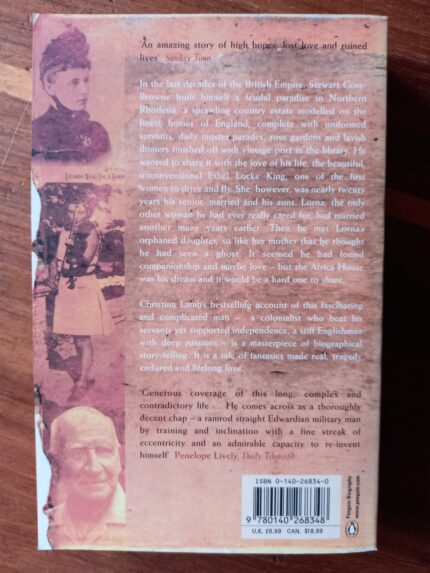 'An amazing story of high hopes, lost love and ruined
lives' Sunday Times
In the last decades of the British Empire, Stewart Gore-
Browne built himself a feudal paradise in Northern
Rhodesia; a sprawling country estate modelled on the
finest homes of England, complete with uniformed
servants, daily muster parades, rose gardens and lavish
dinners finished off with vintage port in the library. He
wanted to share it with the love of his life, the beautiful,
unconventional Ethel Locke King, one of the first
women to drive and fly. She, however, was nearly twenty
years his senior, married and his aunt. Lorna, the only
other woman he had ever really cared for, had married
another many years earlier. Then he met Lorna's
orphaned daughter, so like her mother that he thought
he had seen a ghost. It seemed he had found
companionship and maybe love – but the Africa House
was his dream and it would be a hard one to share.
Christina Lamb's bestselling account of this fascinating
and complicated man – a colonialist who beat his
servants yet supported independence, a stiff Englishman
with deep passions – is a masterpiece of biographical
story-telling. It is a tale of fantasies made real, tragedy
endured and lifelong love.
'Generous coverage of this long, complex and
contradictory life ... He comes across as a thoroughly
decent chap – a ramrod straight Edwardian military man
by training and inclination with a fine streak of
eccentricity and an admirable capacity to re-invent
himself' Penelope Lively, Daily Telegraph
ISBN 0-140-26834-0
9 780140 268348
U.K. £8.99 CAN. $18.99
Penguin Biography
www.penguin.com